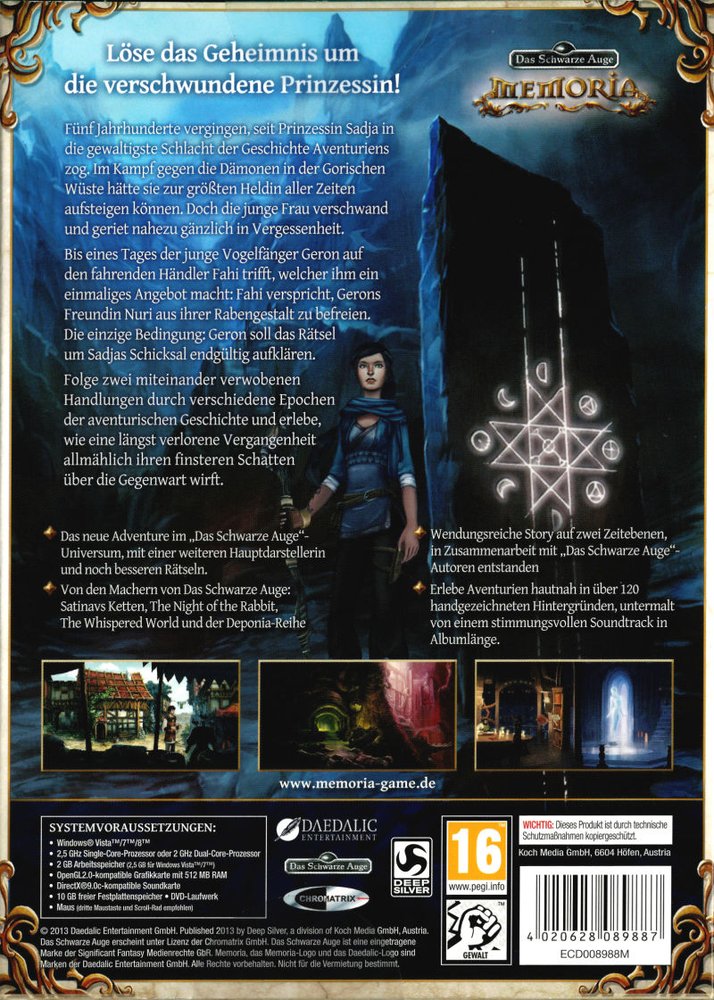 Löse das Geheimnis um
die verschwundene Prinzessin!
Das Schwarze Auge
MEMORIA
Fünf Jahrhunderte vergingen, seit Prinzessin Sadja in
die gewaltigste Schlacht der Geschichte Aventuriens
zog. Im Kampf gegen die Dämonen in der Gorischen
Wüste hätte sie zur größten Heldin aller Zeiten
aufsteigen können. Doch die junge Frau verschwand
und geriet nahezu gänzlich in Vergessenheit.
Bis eines Tages der junge Vogelfänger Geron auf
den fahrenden Händler Fahi trifft, welcher ihm ein
einmaliges Angebot macht: Fahi verspricht, Gerons
Freundin Nuri aus ihrer Rabengestalt zu befreien.
Die einzige Bedingung: Geron soll das Rätsel
um Sadjas Schicksal endgültig aufklären.
Folge zwei miteinander verwobenen
Handlungen durch verschiedene Epochen
der aventurischen Geschichte und erlebe,
wie eine längst verlorene Vergangenheit
allmählich ihren finsteren Schatten
über die Gegenwart wirft.
Das neue Adventure im „Das Schwarze Auge“-
Universum, mit einer weiteren Hauptdarstellerin
und noch besseren Rätseln.
Von den Machern von Das Schwarze Auge:
Satinavs Ketten, The Night of the Rabbit,
The Whispered World und der Deponia-Reihe
Wendungsreiche Story auf zwei Zeitebenen,
in Zusammenarbeit mit „Das Schwarze Auge“-
Autoren entstanden
Erlebe Aventurien hautnah in über 120
handgezeichneten Hintergründen, untermalt
von einem stimmungsvollen Soundtrack in
Albumlänge.
www.memoria-game.de
SYSTEMVORAUSSETZUNGEN:
• Windows® Vista™/7™/8™
• 2,5 GHz Single-Core-Prozessor oder 2 GHz Dual-Core-Prozessor
• 2 GB Arbeitsspeicher (2,5 GB für Windows Vista™/7™)
• OpenGL2.0-kompatible Grafikkarte mit 512 MB RAM
• DirectX®9.0c-kompatible Soundkarte
• 10 GB freier Festplattenspeicher • DVD-Laufwerk
• Maus (dritte Maustaste und Scroll-Rad empfohlen)
DAEDALIC
ENTERTAINMENT
Das Schwarze Auge
CHROMATRIX
DEEP
SILVER
16
www.pegi.info
GEWALT
WICHTIG: Dieses Produkt ist durch technische
Schutzmaßnahmen kopiergeschützt.
Koch Media GmbH, 6604 Höfen, Austria
4 020628 089887
ECD008988M
© 2013 Daedalic Entertainment GmbH. Published 2013 by Deep Silver, a division of Koch Media GmbH, Austria.
Das Schwarze Auge erscheint unter Lizenz der Chromatrix GmbH. Das Schwarze Auge ist eine eingetragene
Marke der Significant Fantasy Medienrechte GbR. Memoria, das Memoria-Logo und das Daedalic-Logo sind
Marken der Daedalic Entertainment GmbH. Alle Rechte vorbehalten. Nicht für die Vermietung bestimmt.